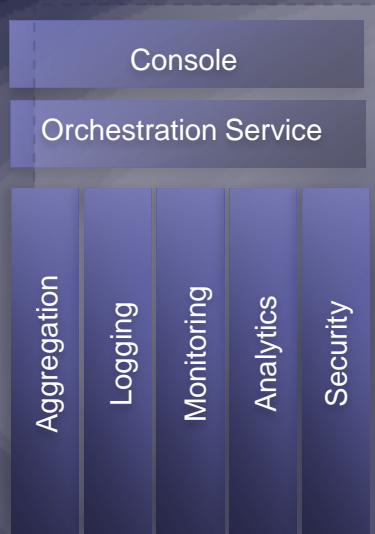 Console
Orchestration Service
Aggregation
Logging
Monitoring
Analytics
Security